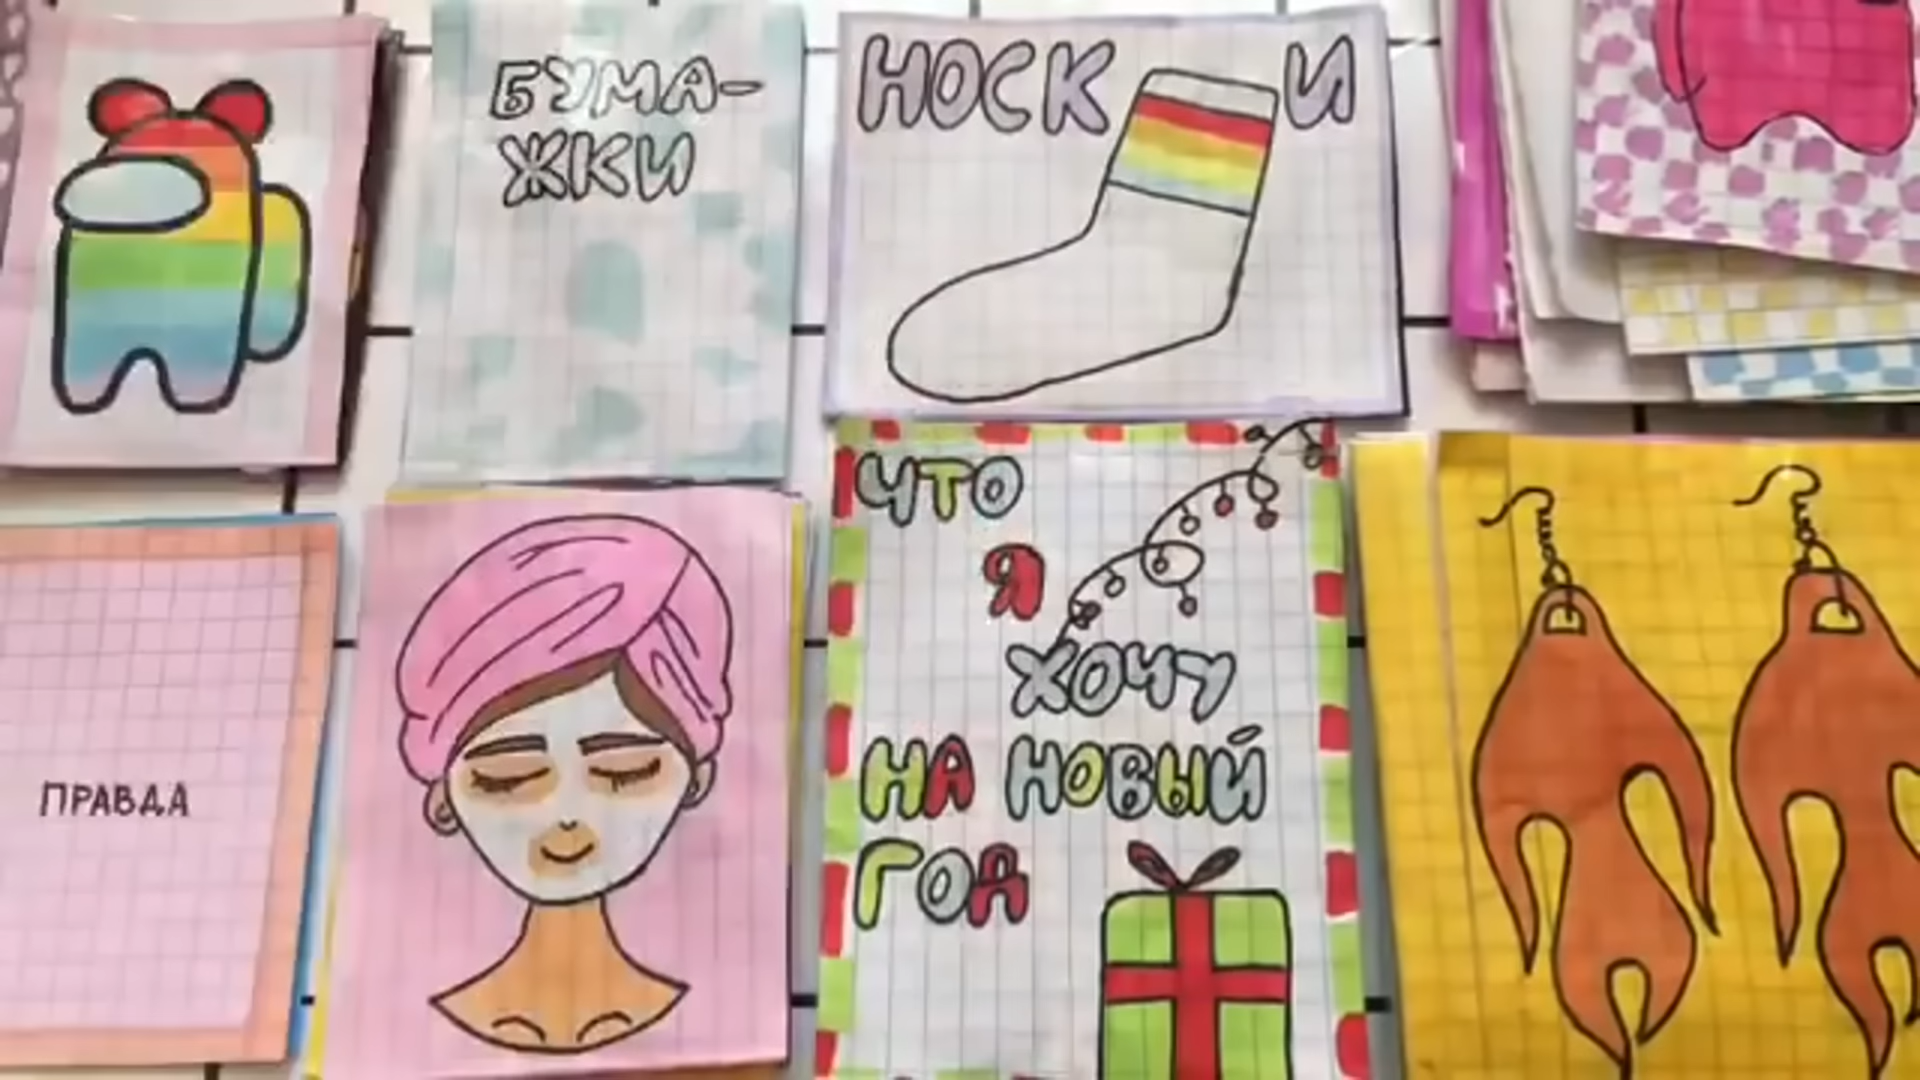 БУМА-
ЖКИ
НОСКИ
ЧТО
Я
ХОЧУ
НА НОВЫЙ
ГОД
ПРАВДА